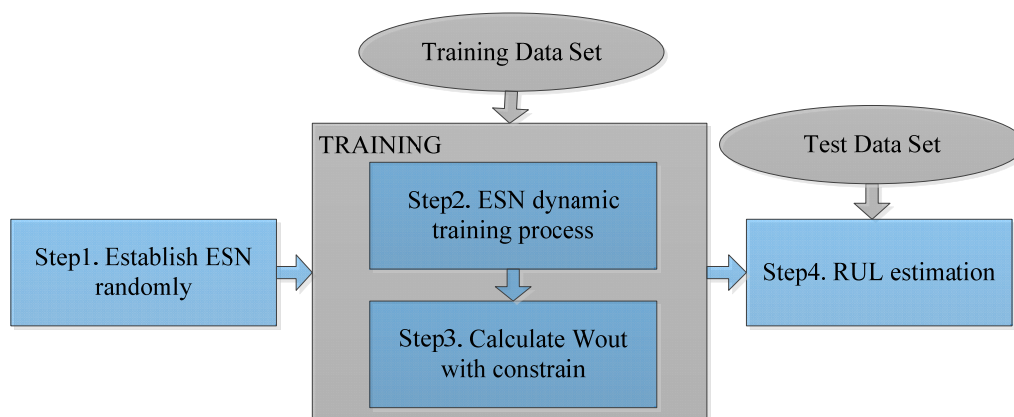 Training Data Set
Test Data Set
TRAINING
Step1. Establish ESN
randomly
Step2. ESN dynamic
training process
Step3. Calculate Wout
with constrain
Step4. RUL estimation